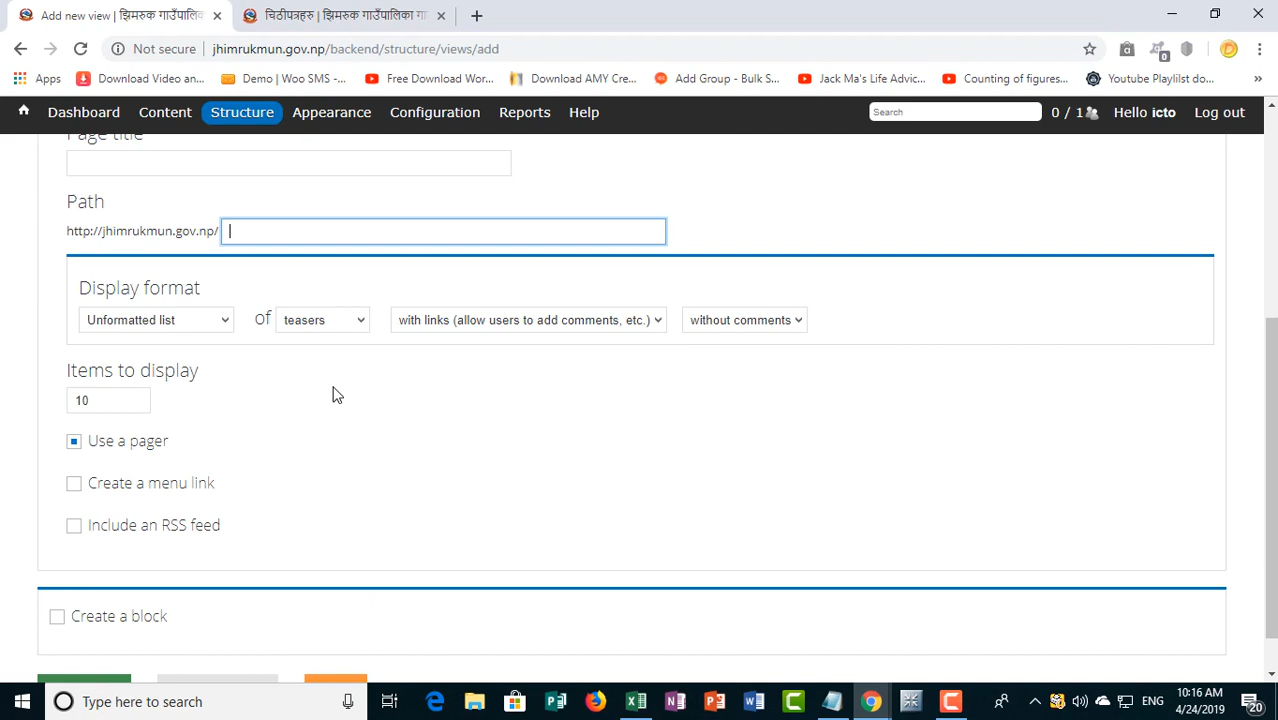 Add new view | झिमरुक गाउँपालिका
चिठीपत्रहरु | झिमरुक गाउँपालिका गा
Not secure jhimrukmun.gov.np/backend/structure/views/add
0
Apps Download Video an... Demo | Woo SMS -... Free Download Wor... Download AMY Cre... Add Group - Bulk S... Jack Ma's Life Advic... Counting of figures... Youtube Playlilst do... »
Dashboard Content Structure Appearance Configuration Reports Help Search 0 / 1 Hello icto Log out
Page title
Path
http://jhimrukmun.gov.np/
Display format
Unformatted list of teasers with links (allow users to add comments, etc.) without comments
Items to display
10
Use a pager
Create a menu link
Include an RSS feed
Create a block
Type here to search
ENG
10:16 AM
4/24/2019
20